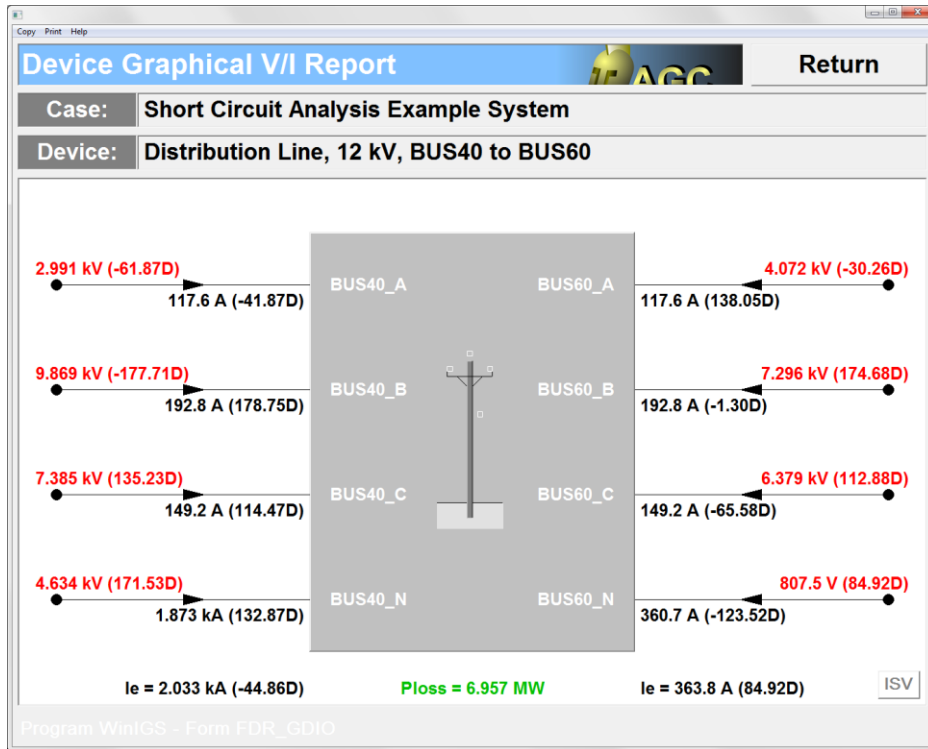 Copy Print Help
Device Graphical V/I Report
AGC
Return
Case: Short Circuit Analysis Example System
Device: Distribution Line, 12 kV, BUS40 to BUS60
2.991 kV (-61.87D)
4.072 kV (-30.26D)
BUS40_A BUS60_A
117.6 A (-41.87D)
117.6 A (138.05D)
9.869 kV (-177.71D)
7.296 kV (174.68D)
BUS40_B BUS60_B
192.8 A (178.75D)
192.8 A (-1.30D)
7.385 kV (135.23D)
6.379 kV (112.88D)
BUS40_C BUS60_C
149.2 A (114.47D)
149.2 A (-65.58D)
4.634 kV (171.53D)
807.5 V (84.92D)
BUS40_N BUS60_N
1.873 kA (132.87D)
360.7 A (-123.52D)
Ie = 2.033 kA (-44.86D) Ploss = 6.957 MW Ie = 363.8 A (84.92D) ISV
Program WinIGS - Form FDR_GDIO